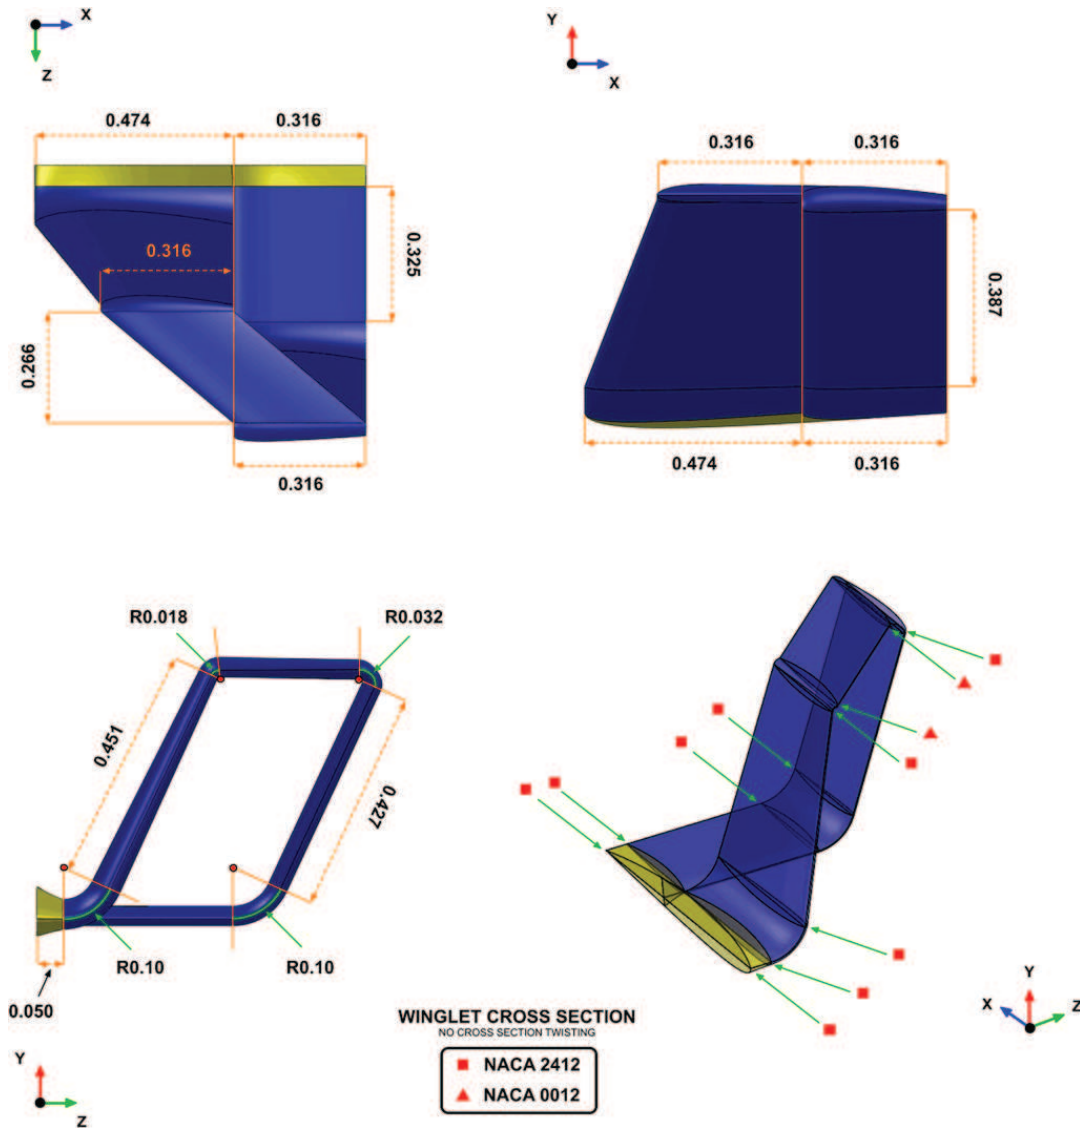 X
Z
0.474
0.316
0.316
0.325
0.266
0.316
Y
X
0.316
0.316
0.387
0.474
0.316
R0.018
R0.032
0.451
0.427
R0.10
R0.10
0.050
Y
Z
WINGLET CROSS SECTION
NO CROSS SECTION TWISTING
NACA 2412
NACA 0012
Y
X
Z